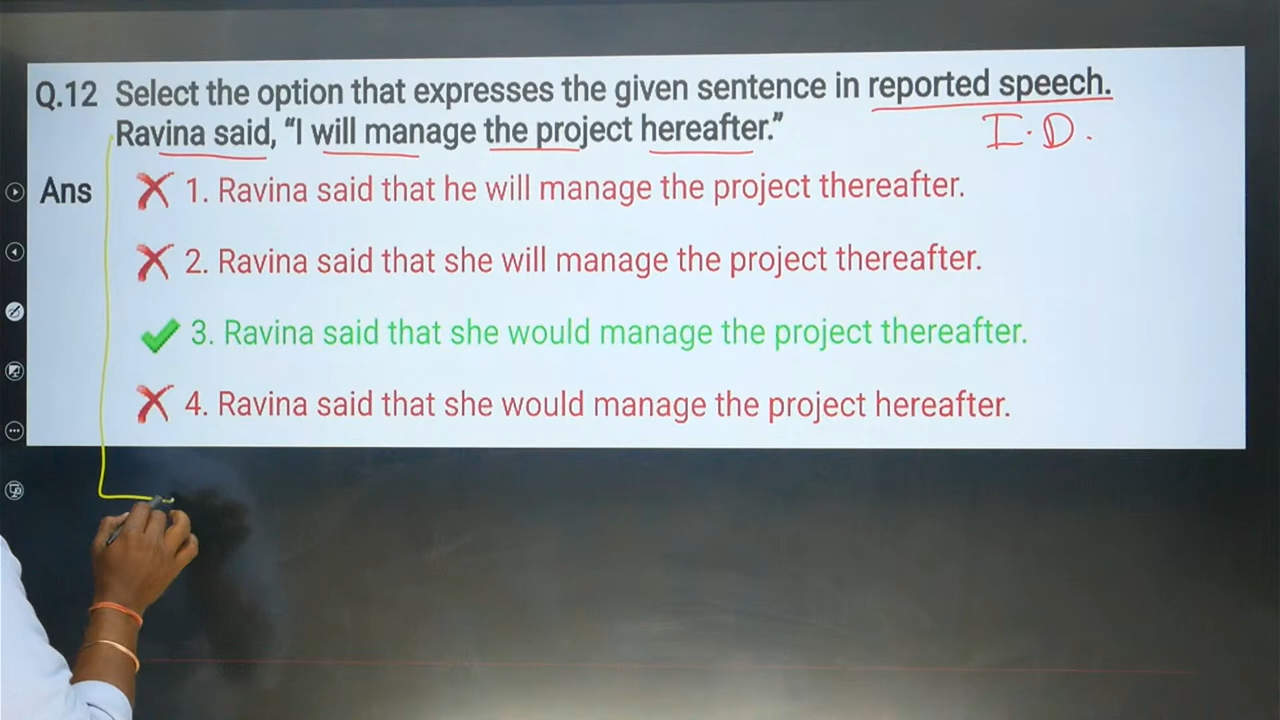 Q.12 Select the option that expresses the given sentence in reported speech.
Ravina said, “I will manage the project hereafter.”
I.D.
Ans 1. Ravina said that he will manage the project thereafter.
2. Ravina said that she will manage the project thereafter.
3. Ravina said that she would manage the project thereafter.
4. Ravina said that she would manage the project hereafter.